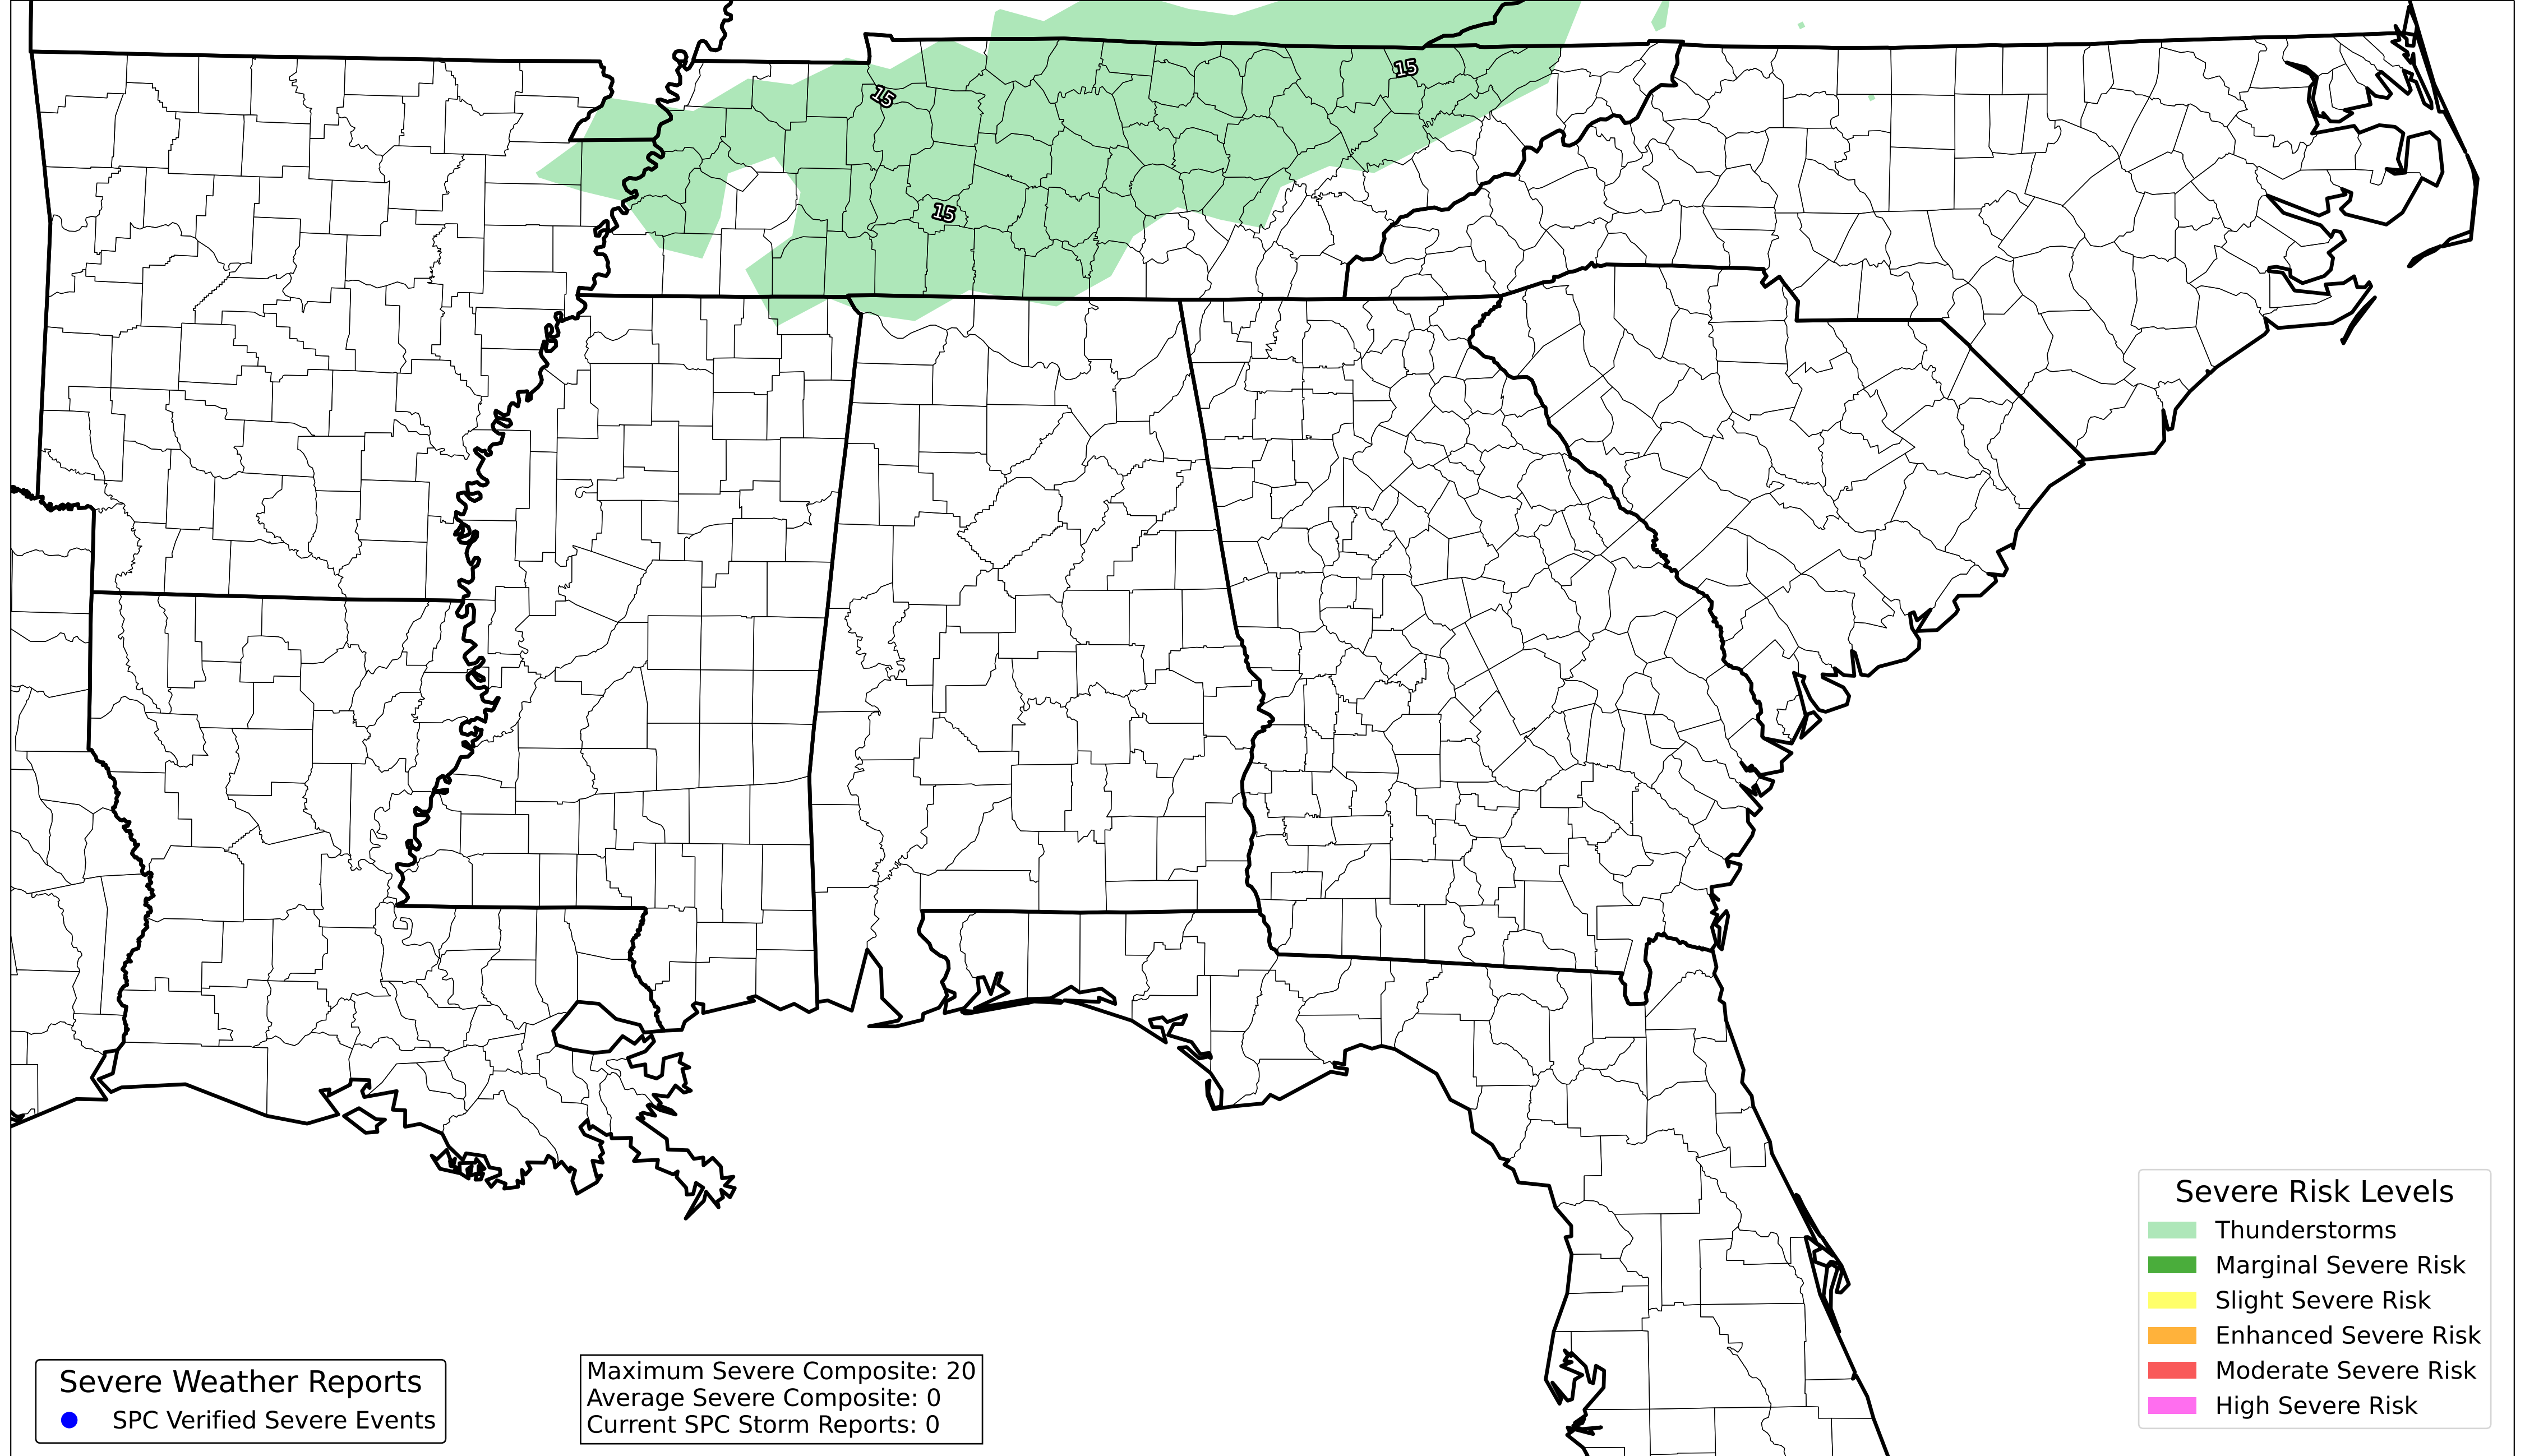 15
15
15
Severe Risk Levels
Thunderstorms
Marginal Severe Risk
Slight Severe Risk
Enhanced Severe Risk
Moderate Severe Risk
High Severe Risk
Severe Weather Reports
SPC Verified Severe Events
Maximum Severe Composite: 20
Average Severe Composite: 0
Current SPC Storm Reports: 0